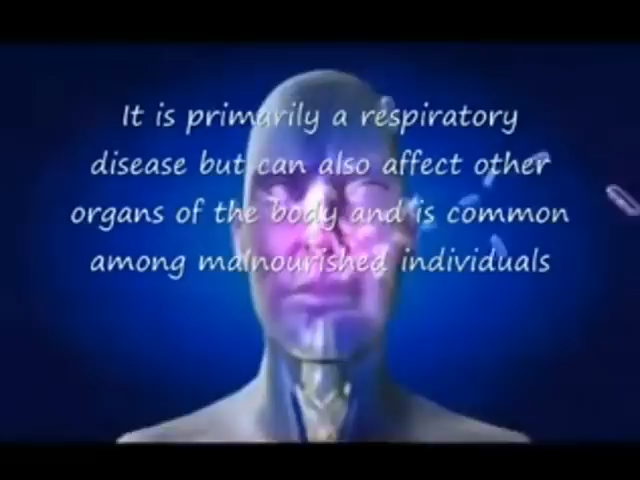 It is primarily a respiratory
disease but can also affect other
organs of the body and is common
among malnourished individuals